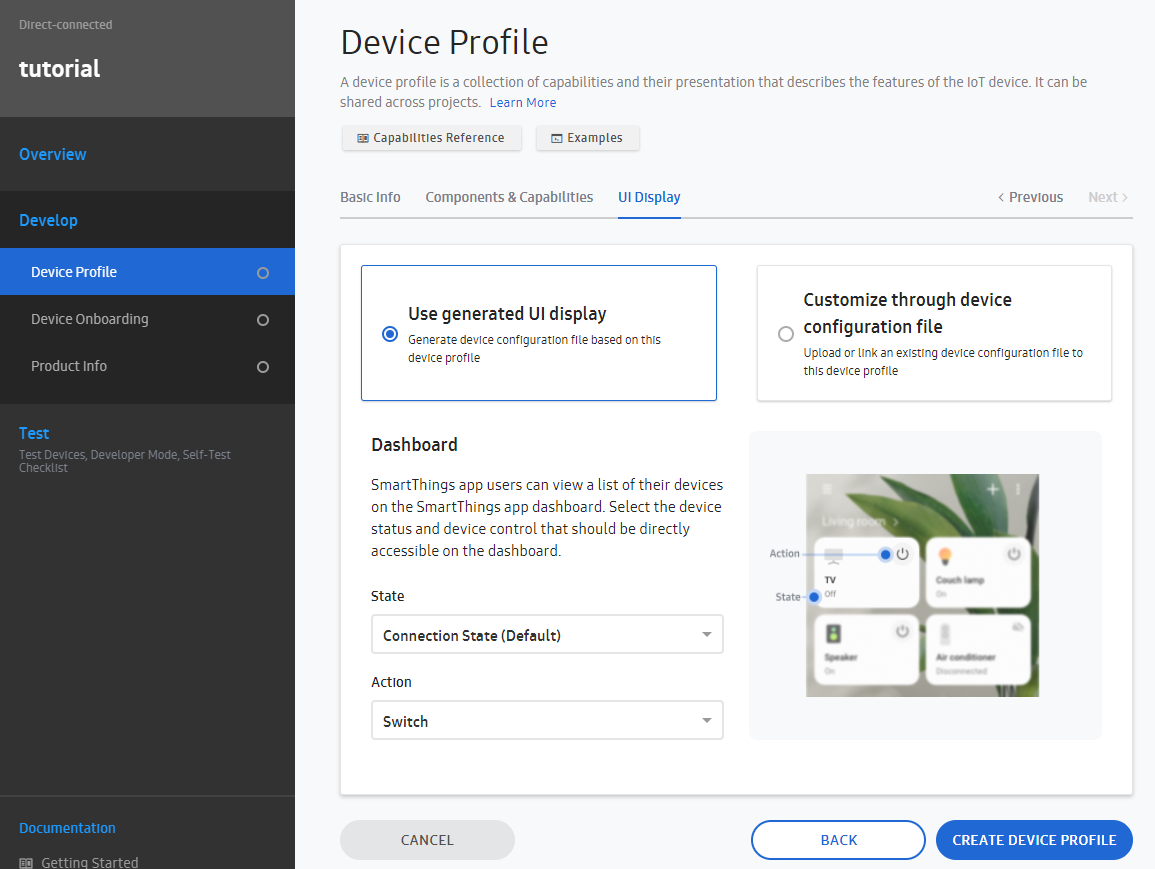 Direct-connected
tutorial
Overview
Develop
Device Profile
Device Onboarding
Product Info
Test
Test Devices, Developer Mode, Self-Test
Checklist
Documentation
Getting Started
Device Profile
A device profile is a collection of capabilities and their presentation that describes the features of the IoT device. It can be
shared across projects. Learn More
Capabilities Reference
Examples
Basic Info
Components & Capabilities
UI Display
< Previous
Next >
Use generated UI display
Generate device configuration file based on this
device profile
Customize through device
configuration file
Upload or link an existing device configuration file to
this device profile
Dashboard
SmartThings app users can view a list of their devices
on the SmartThings app dashboard. Select the device
status and device control that should be directly
accessible on the dashboard.
State
Connection State (Default)
Action
Switch
Living room >
Action
TV
State
Off
Couch lamp
On
Speaker
On
Air conditioner
Disconnected
CANCEL
BACK
CREATE DEVICE PROFILE